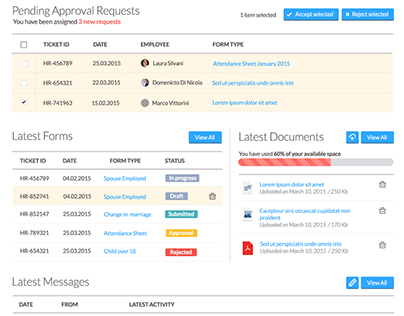 Pending Approval Requests
You have been assigned 3 new requests
1 item selected
Accept selected
Reject selected
TICKET ID DATE EMPLOYEE FORM TYPE
HR-456789 25.03.2015 Laura Silvani Attendance Sheet January 2015
HR-654321 22.03.2015 Domenicto Di Nicola Sed ut perspiciatis unde omnis iste
HR-741963 15.02.2015 Marco Vittorini Lorem ipsum dolor sit amet
Latest Forms
View All
TICKET ID DATE FORM TYPE STATUS
HR-456789 04.02.2015 Spouse Employed In progress
HR-852741 04.02.2015 Spouse Employed Draft
HR-852147 25.03.2015 Change in marriage Submitted
HR-789321 25.03.2015 Attendance Sheet Approved
HR-654321 25.03.2015 Child over 18 Rejected
Latest Documents
View All
You have used 60% of your available space
Lorem ipsum dolor sit amet
Uploaded on March 10, 2015 / 250 Kb
Excepteur sint occaecat cupidatat non
proident
Uploaded on March 10, 2015 / 170 Kb
Sed ut perspiciatis unde omnis iste
Uploaded on March 10, 2015 / 250 Kb
Latest Messages
View All
DATE FROM LATEST ACTIVITY